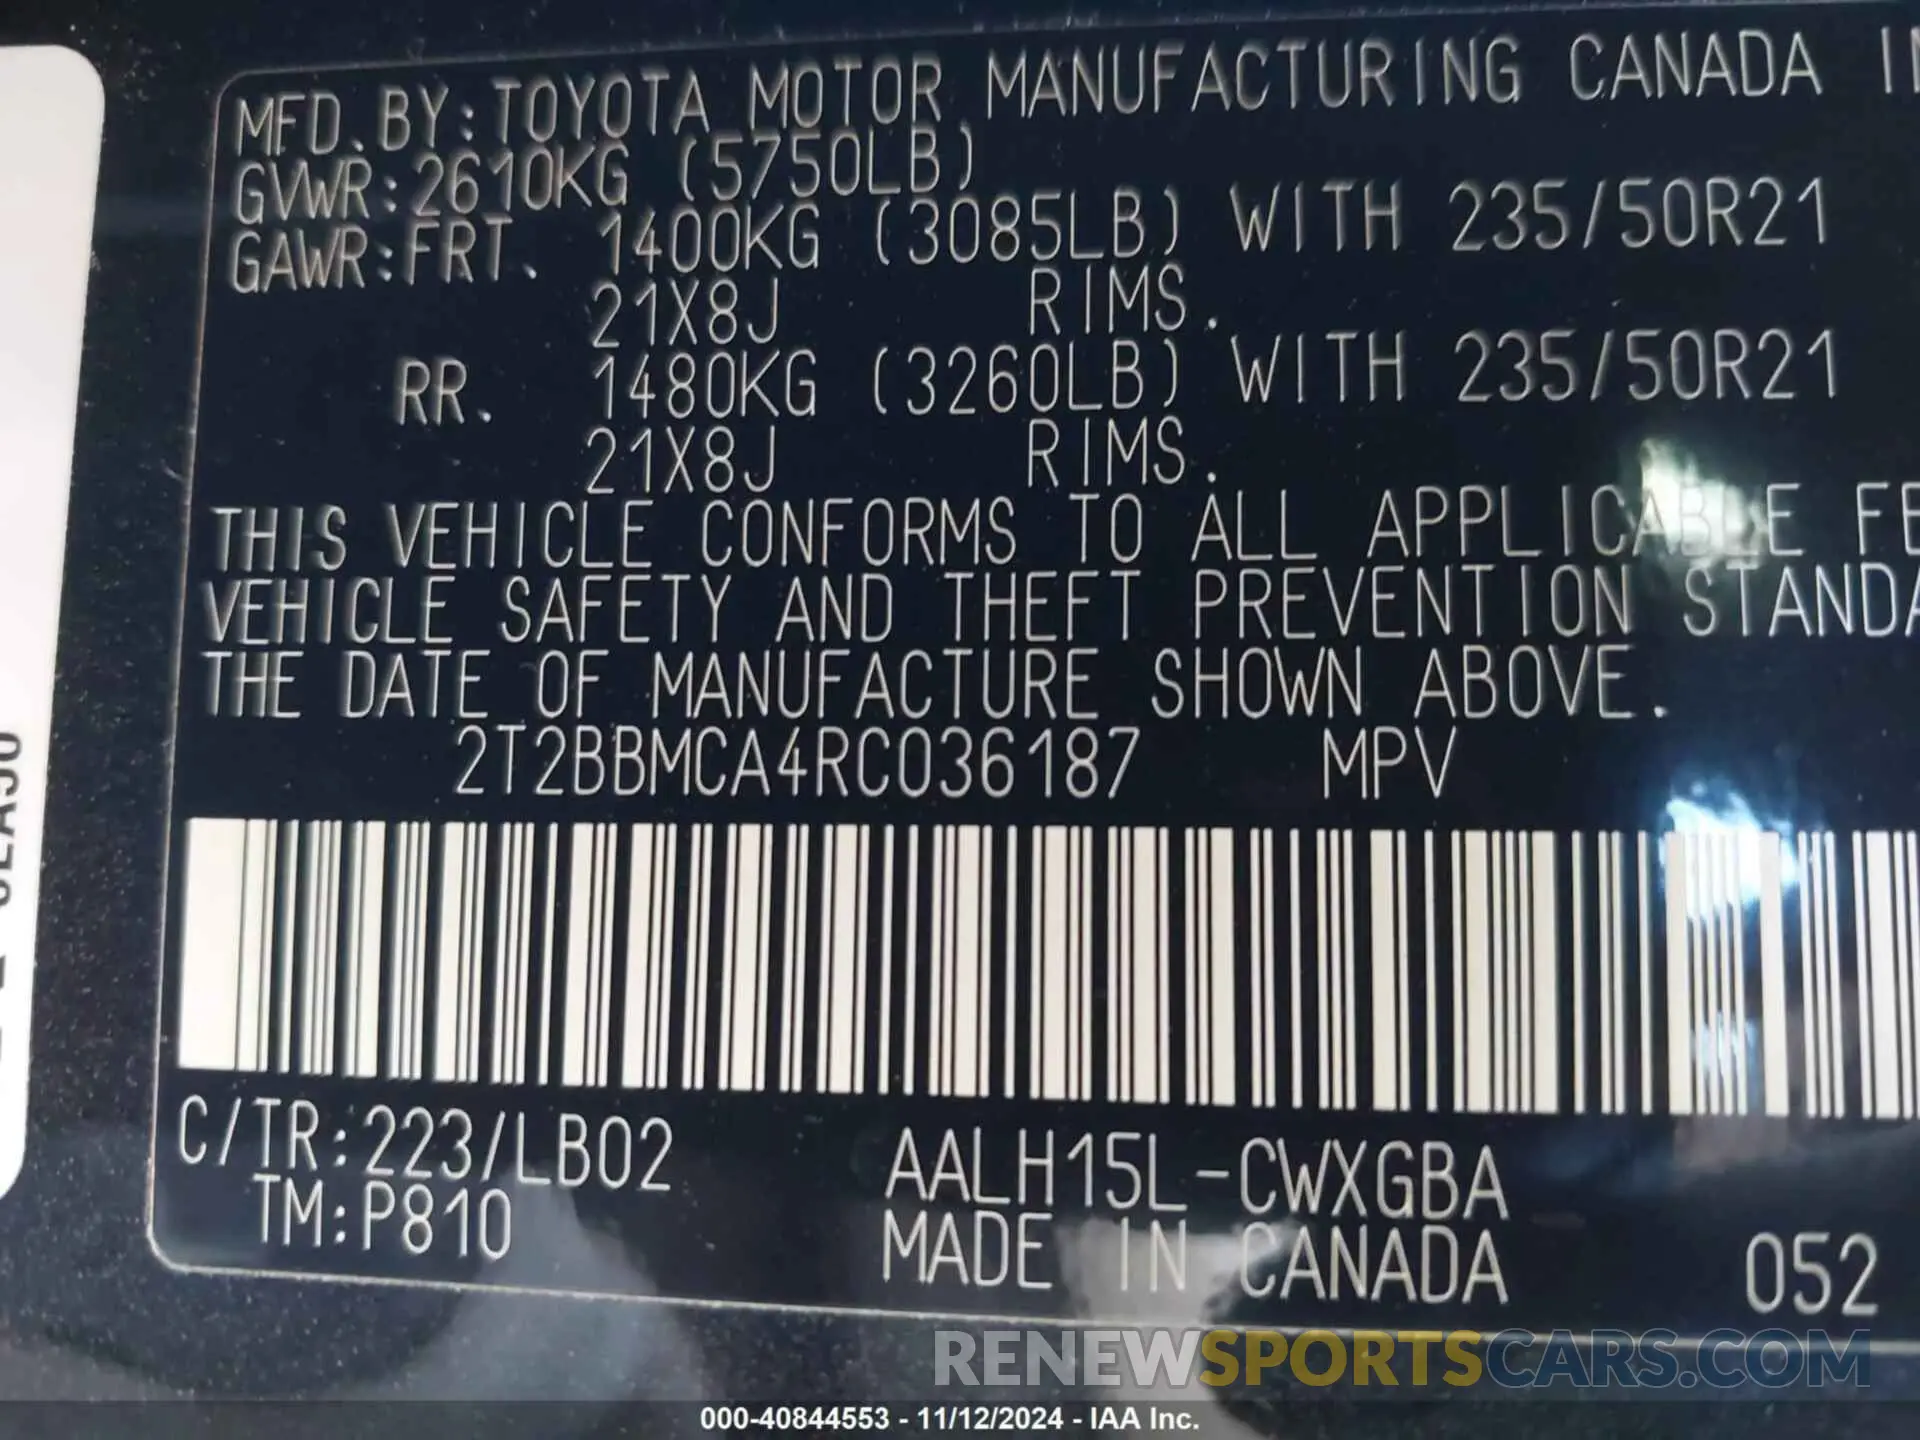 MFD. BY: TOYOTA MOTOR MANUFACTURING CANADA
GVWR: 2610KG (5750LB)
GAWR: FRT. 1400KG (3085LB) WITH 235/50R21
21X8J RIMS.
RR. 1480KG (3260LB) WITH 235/50R21
21X8J RIMS.
THIS VEHICLE CONFORMS TO ALL APPLICABLE
VEHICLE SAFETY AND THEFT PREVENTION
THE DATE OF MANUFACTURE SHOWN ABOVE.
2T2BBMCA4RC036187 MPV
C/TR: 223/LB02 AALH15L-CWXGBA
TM: P810 MADE IN CANADA 052
RENEWSPORTSCARS.COM
000-40844553 - 11/12/2024 - IAA Inc.